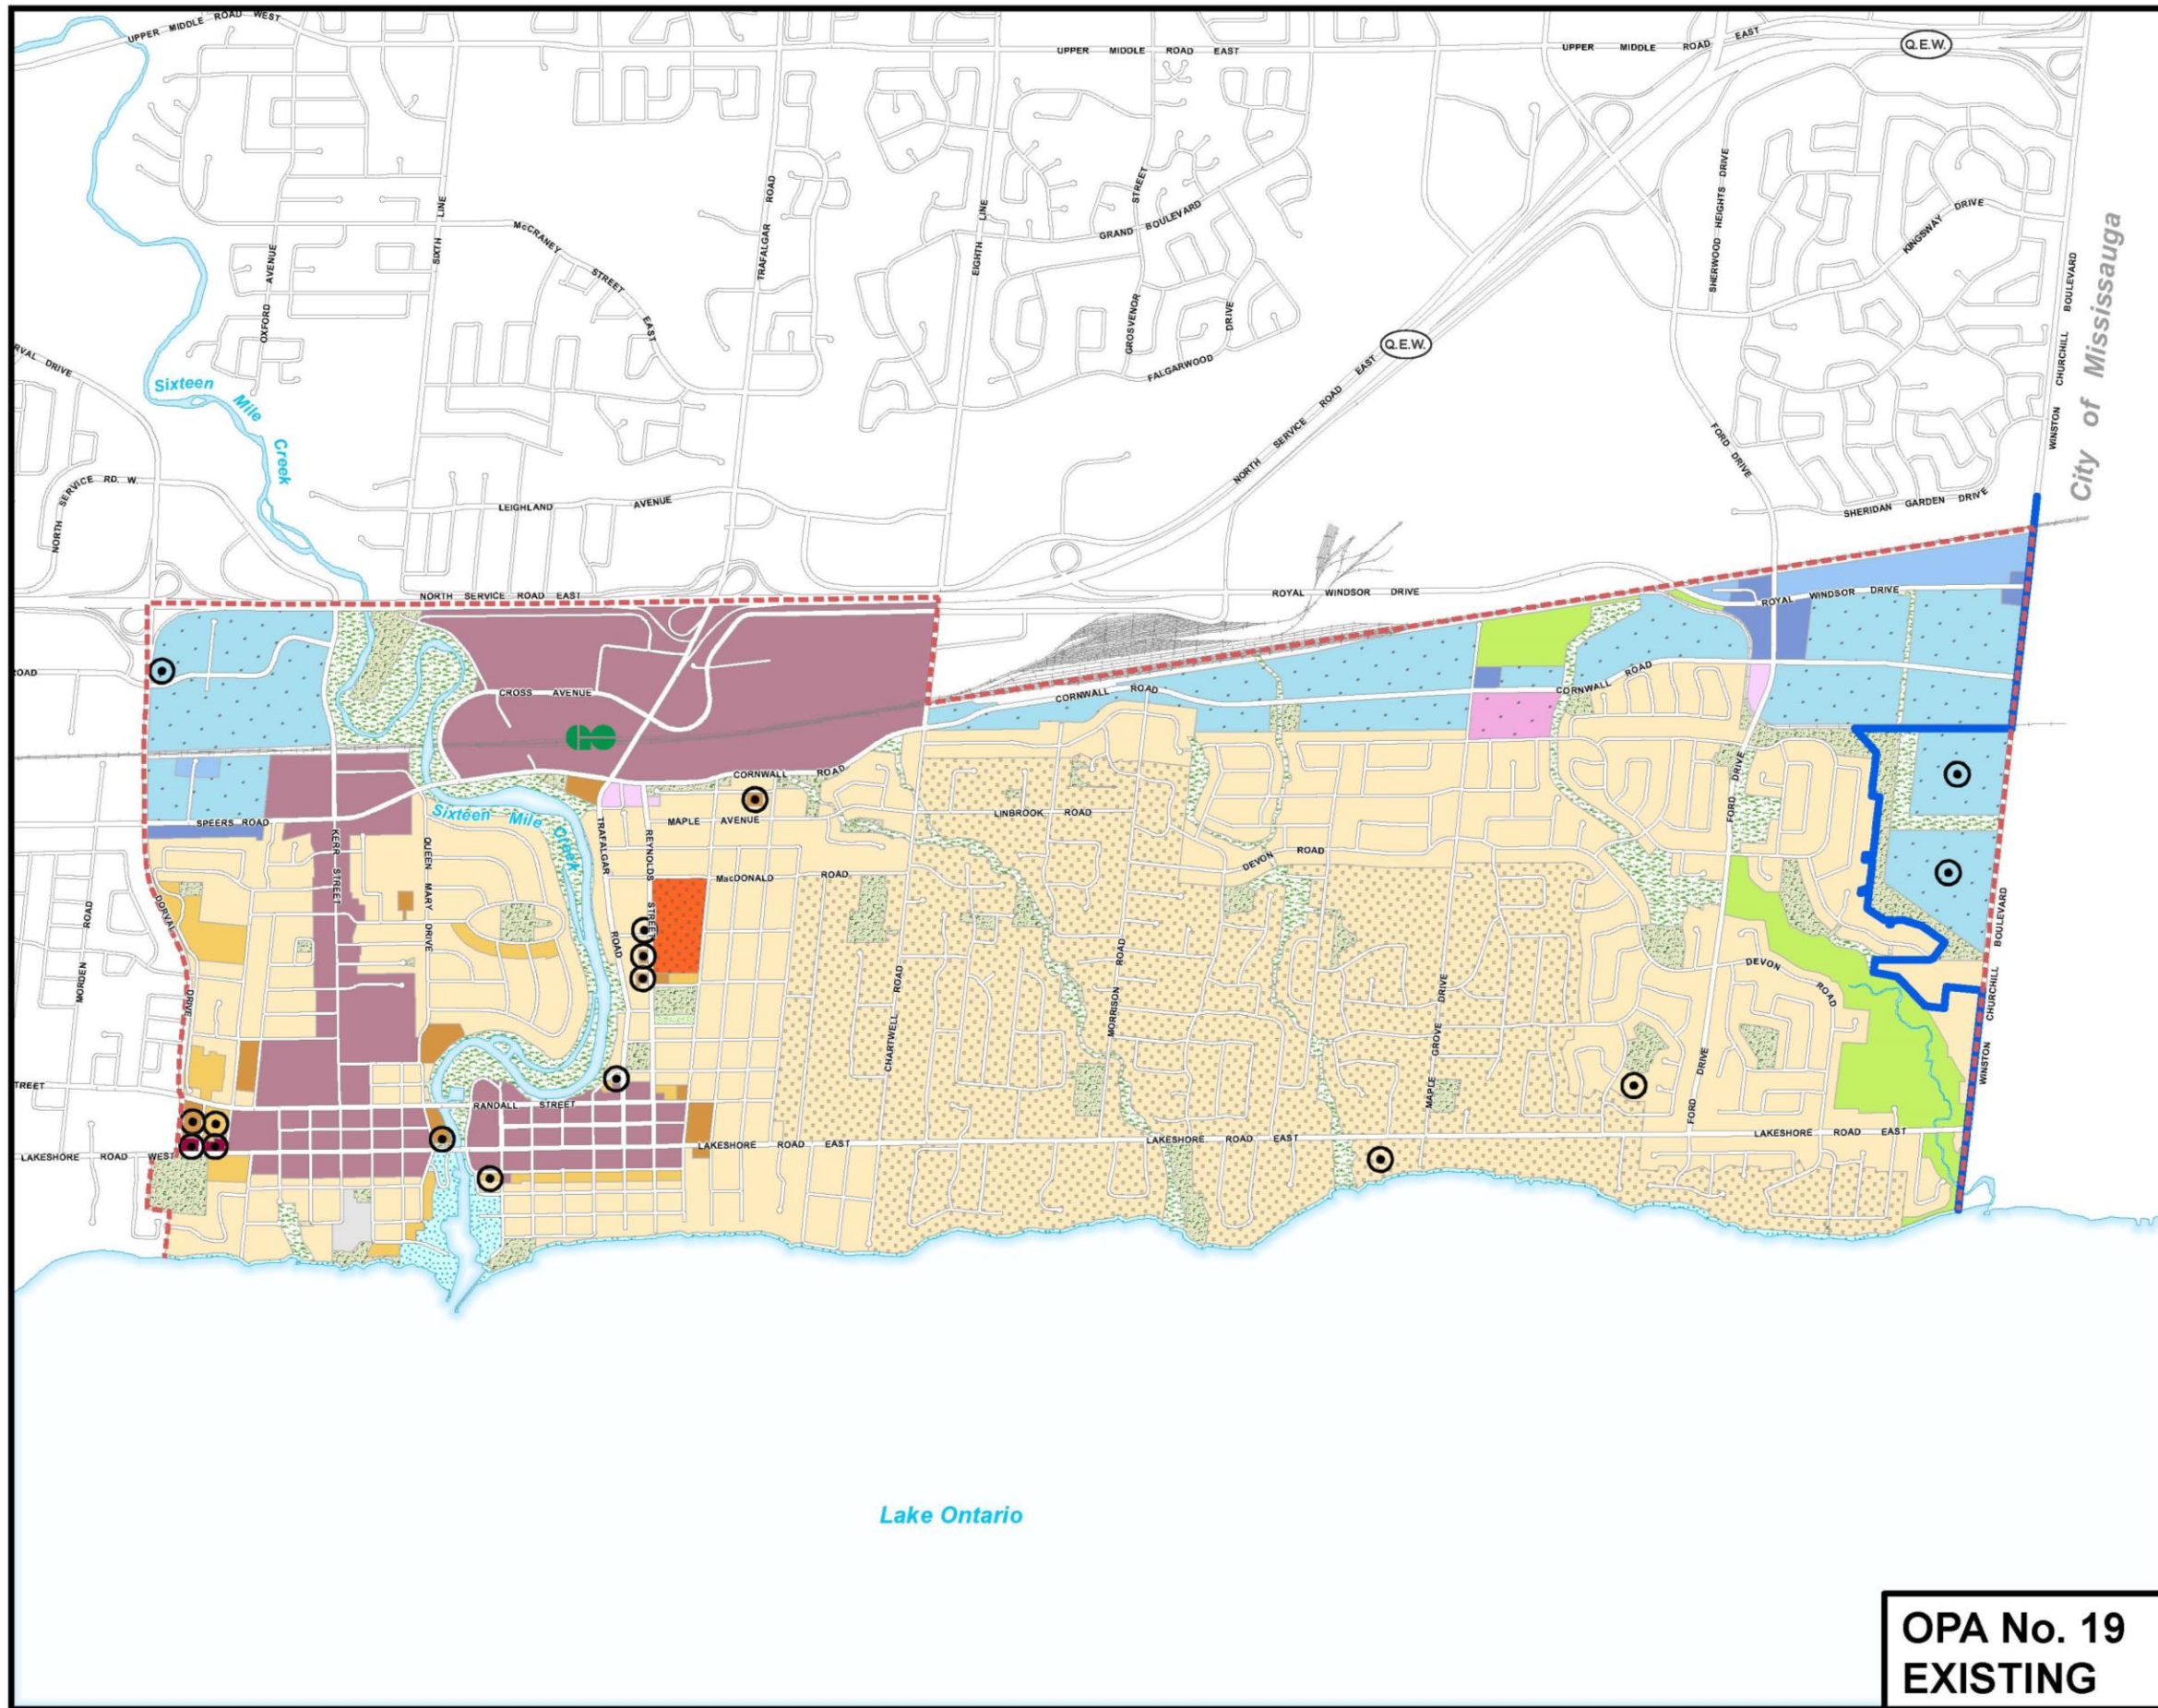 UPPER MIDDLE ROAD WEST
UPPER MIDDLE ROAD EAST
UPPER MIDDLE ROAD EAST
Q.E.W.
SIXTH LINE
OXFORD AVENUE
McCRANEY STREET EAST
TRAFALGAR ROAD
EIGHTH LINE
GRAND BOULEVARD
GROSVENOR STREET
FALGARWOOD DRIVE
SHERWOOD HEIGHTS DRIVE
KINGSWAY DRIVE
WINSTON CHURCHILL BOULEVARD
City of Mississauga
RVAL DRIVE
Sixteen Mile Creek
Q.E.W.
NORTH SERVICE ROAD EAST
FORD DRIVE
NORTH SERVICE RD. W.
LEIGHLAND AVENUE
SHERIDAN GARDEN DRIVE
NORTH SERVICE ROAD EAST
ROYAL WINDSOR DRIVE
ROYAL WINDSOR DRIVE
ROAD
CROSS AVENUE
CORNWALL ROAD
CORNWALL ROAD
CORNWALL ROAD
GO
SPEERS ROAD
KERR STREET
QUEEN MARY DRIVE
Sixteen Mile Creek
TRAFALGAR ROAD
REYNOLDS STREET
MAPLE AVENUE
LINBROOK ROAD
DEVON ROAD
FORD DRIVE
MacDONALD ROAD
MORDEN ROAD
DORVAL DRIVE
CHARTWELL ROAD
MORRISON ROAD
MAPLE GROVE DRIVE
DEVON ROAD
FORD DRIVE
WINSTON CHURCHILL BOULEVARD
TREET
RANDALL STREET
LAKESHORE ROAD WEST
LAKESHORE ROAD EAST
LAKESHORE ROAD EAST
LAKESHORE ROAD EAST
Lake Ontario
OPA No. 19
EXISTING